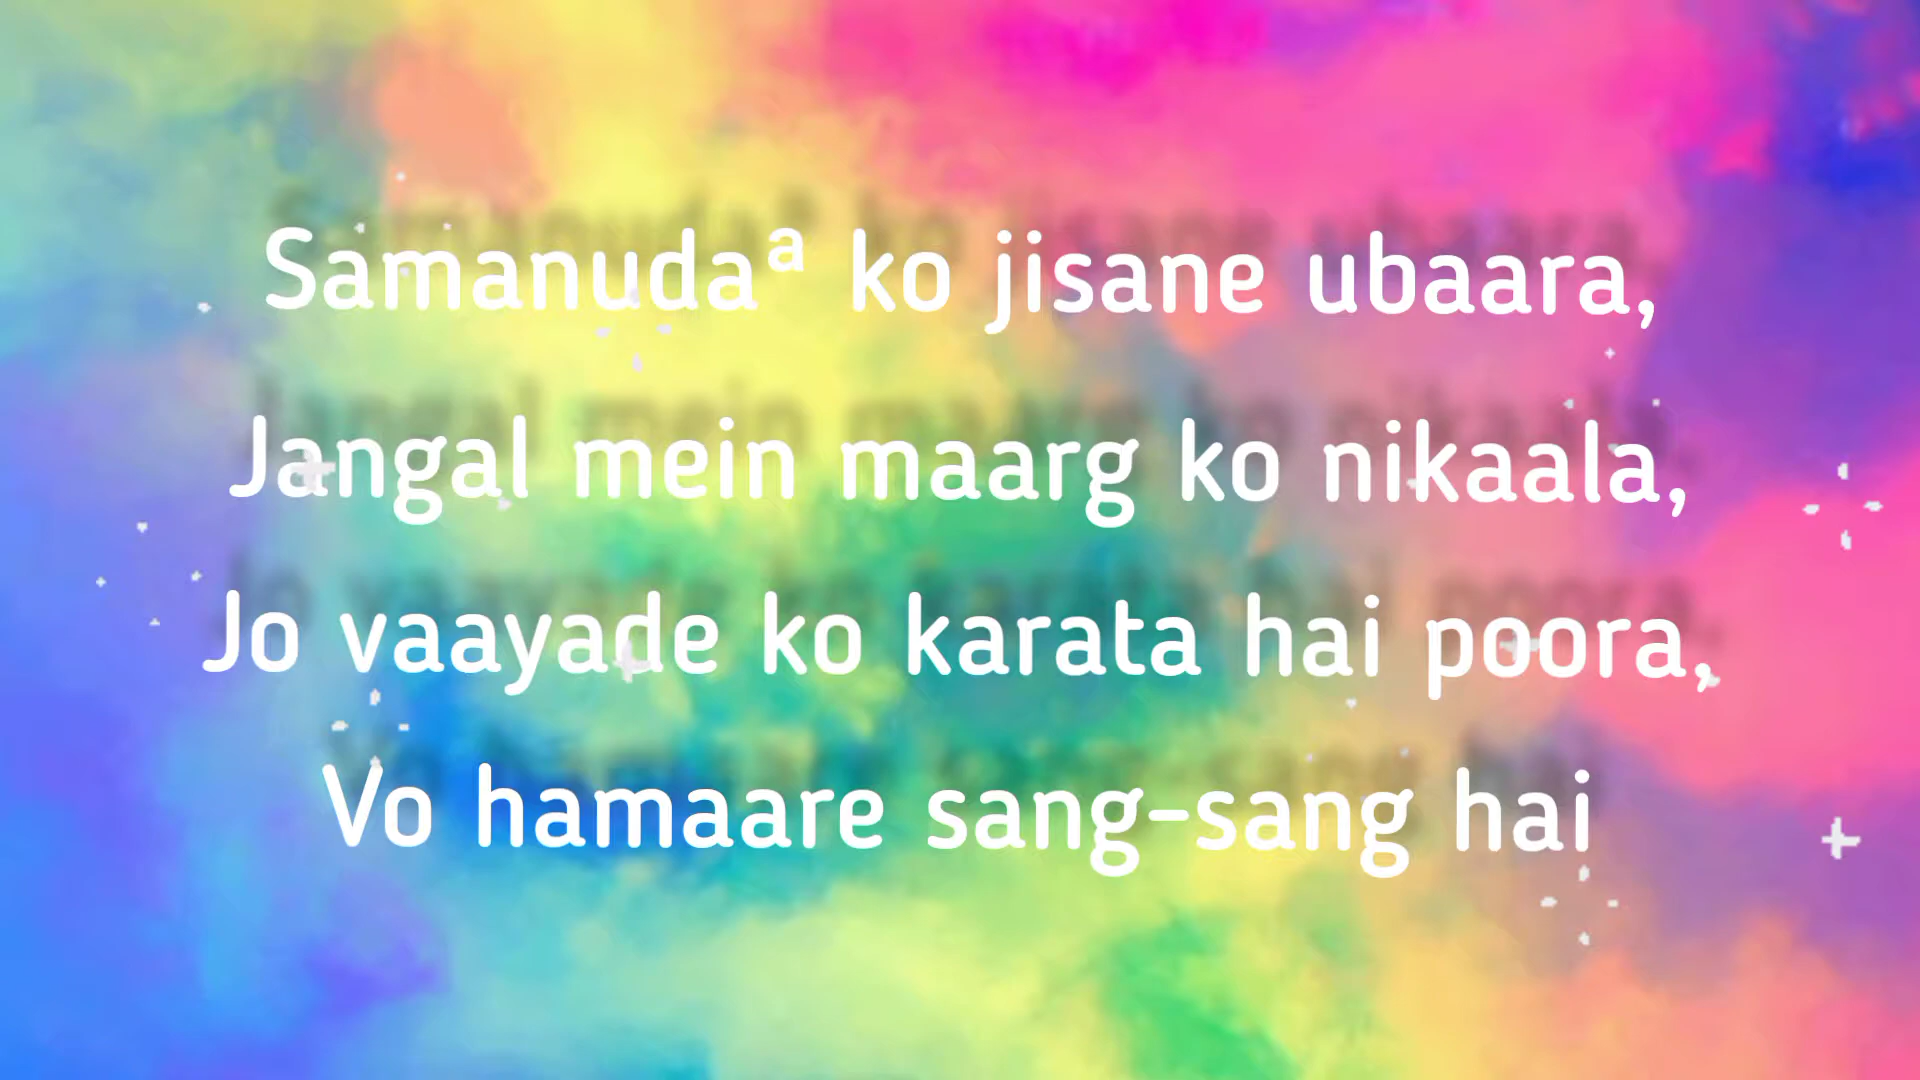 Samanudaª ko jisane ubaara,
Jangal mein maarg ko nikaala,
Jo vaayade ko karata hai poora,
Vo hamaare sang-sang hai